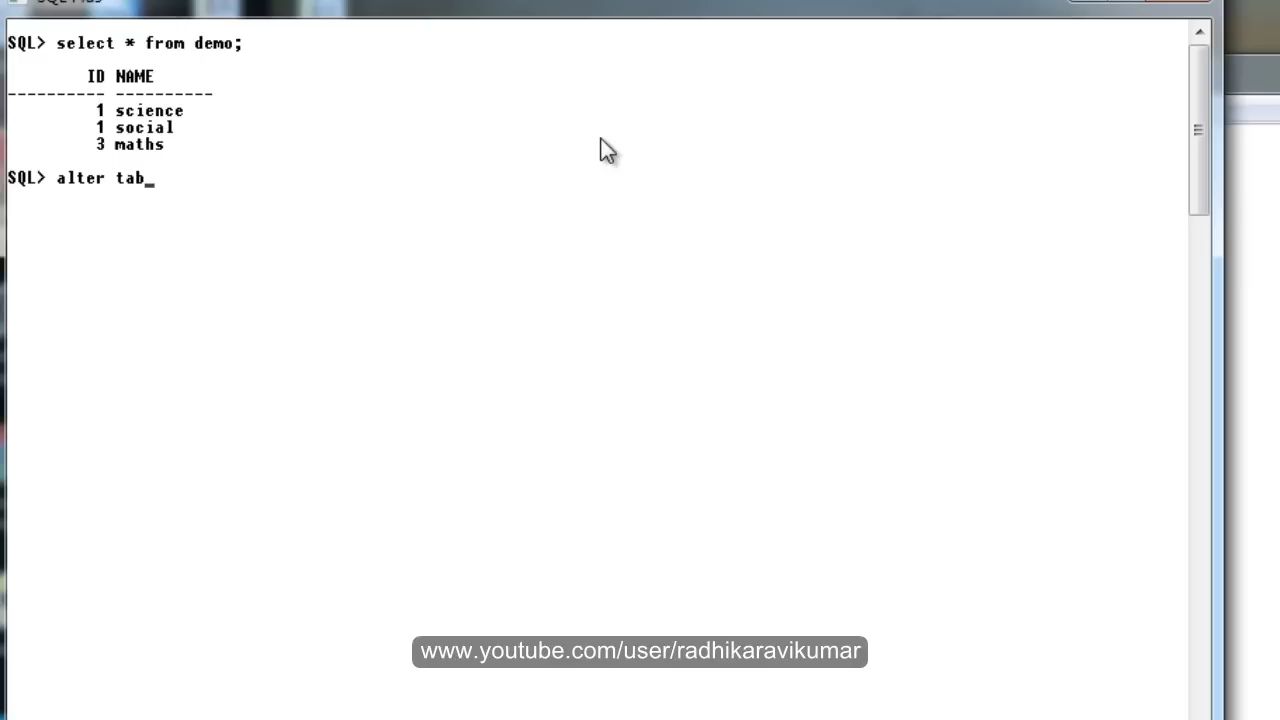 SQL> select * from demo;
ID NAME
---------- ----------
1 science
1 social
3 maths
SQL> alter tab_
www.youtube.com/user/radhikaravikumar